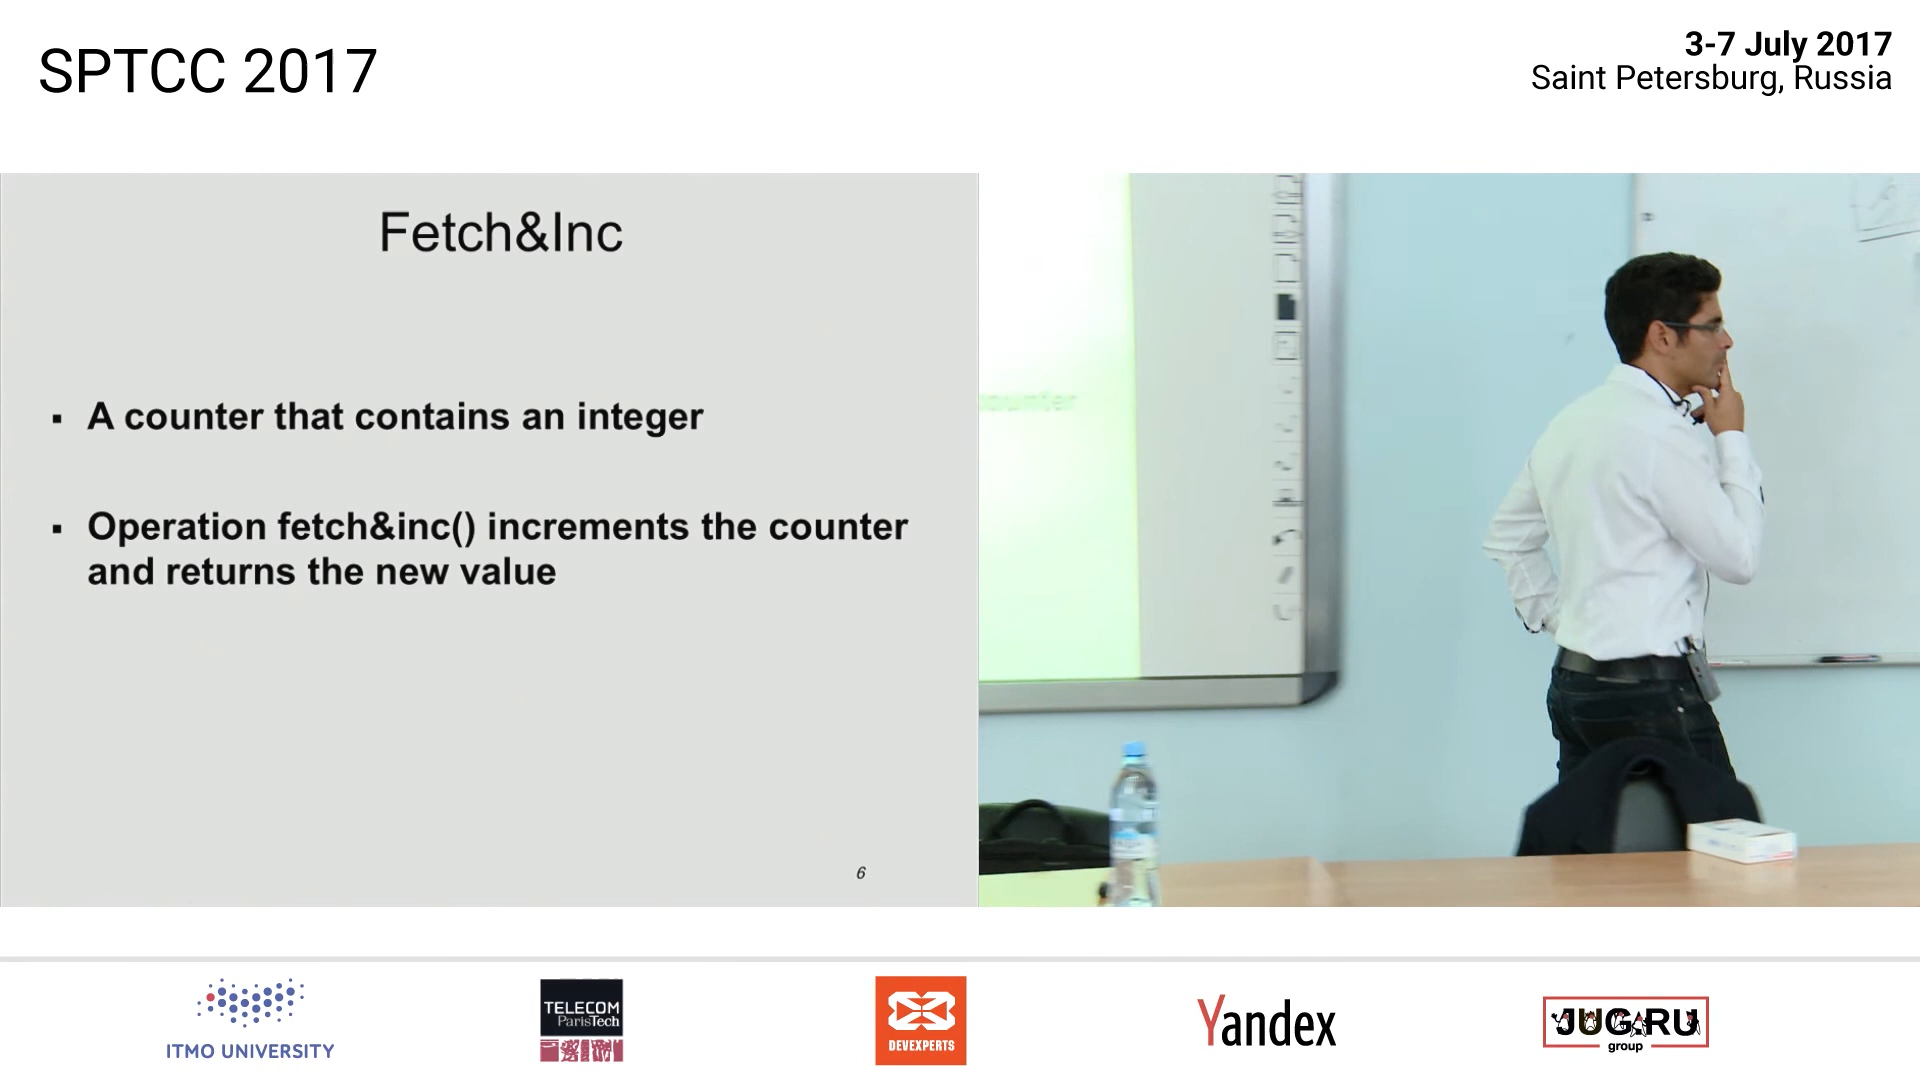 SPTCC 2017
3-7 July 2017
Saint Petersburg, Russia
Fetch&Inc
▪ A counter that contains an integer
▪ Operation fetch&inc() increments the counter
and returns the new value
6
counter
ITMO UNIVERSITY
TELECOM
ParisTech
DEVEXPERTS
Yandex
JUG.RU
group